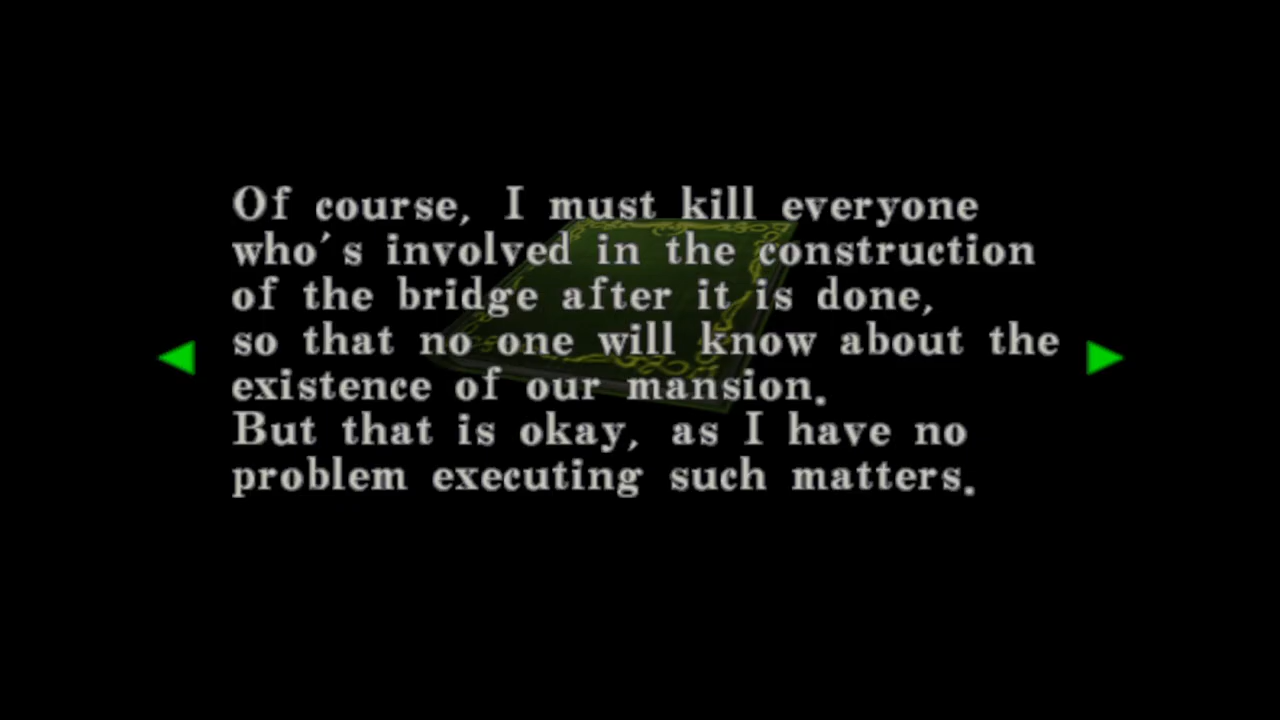 Of course, I must kill everyone
who's involved in the construction
of the bridge after it is done,
so that no one will know about the
existence of our mansion.
But that is okay, as I have no
problem executing such matters.